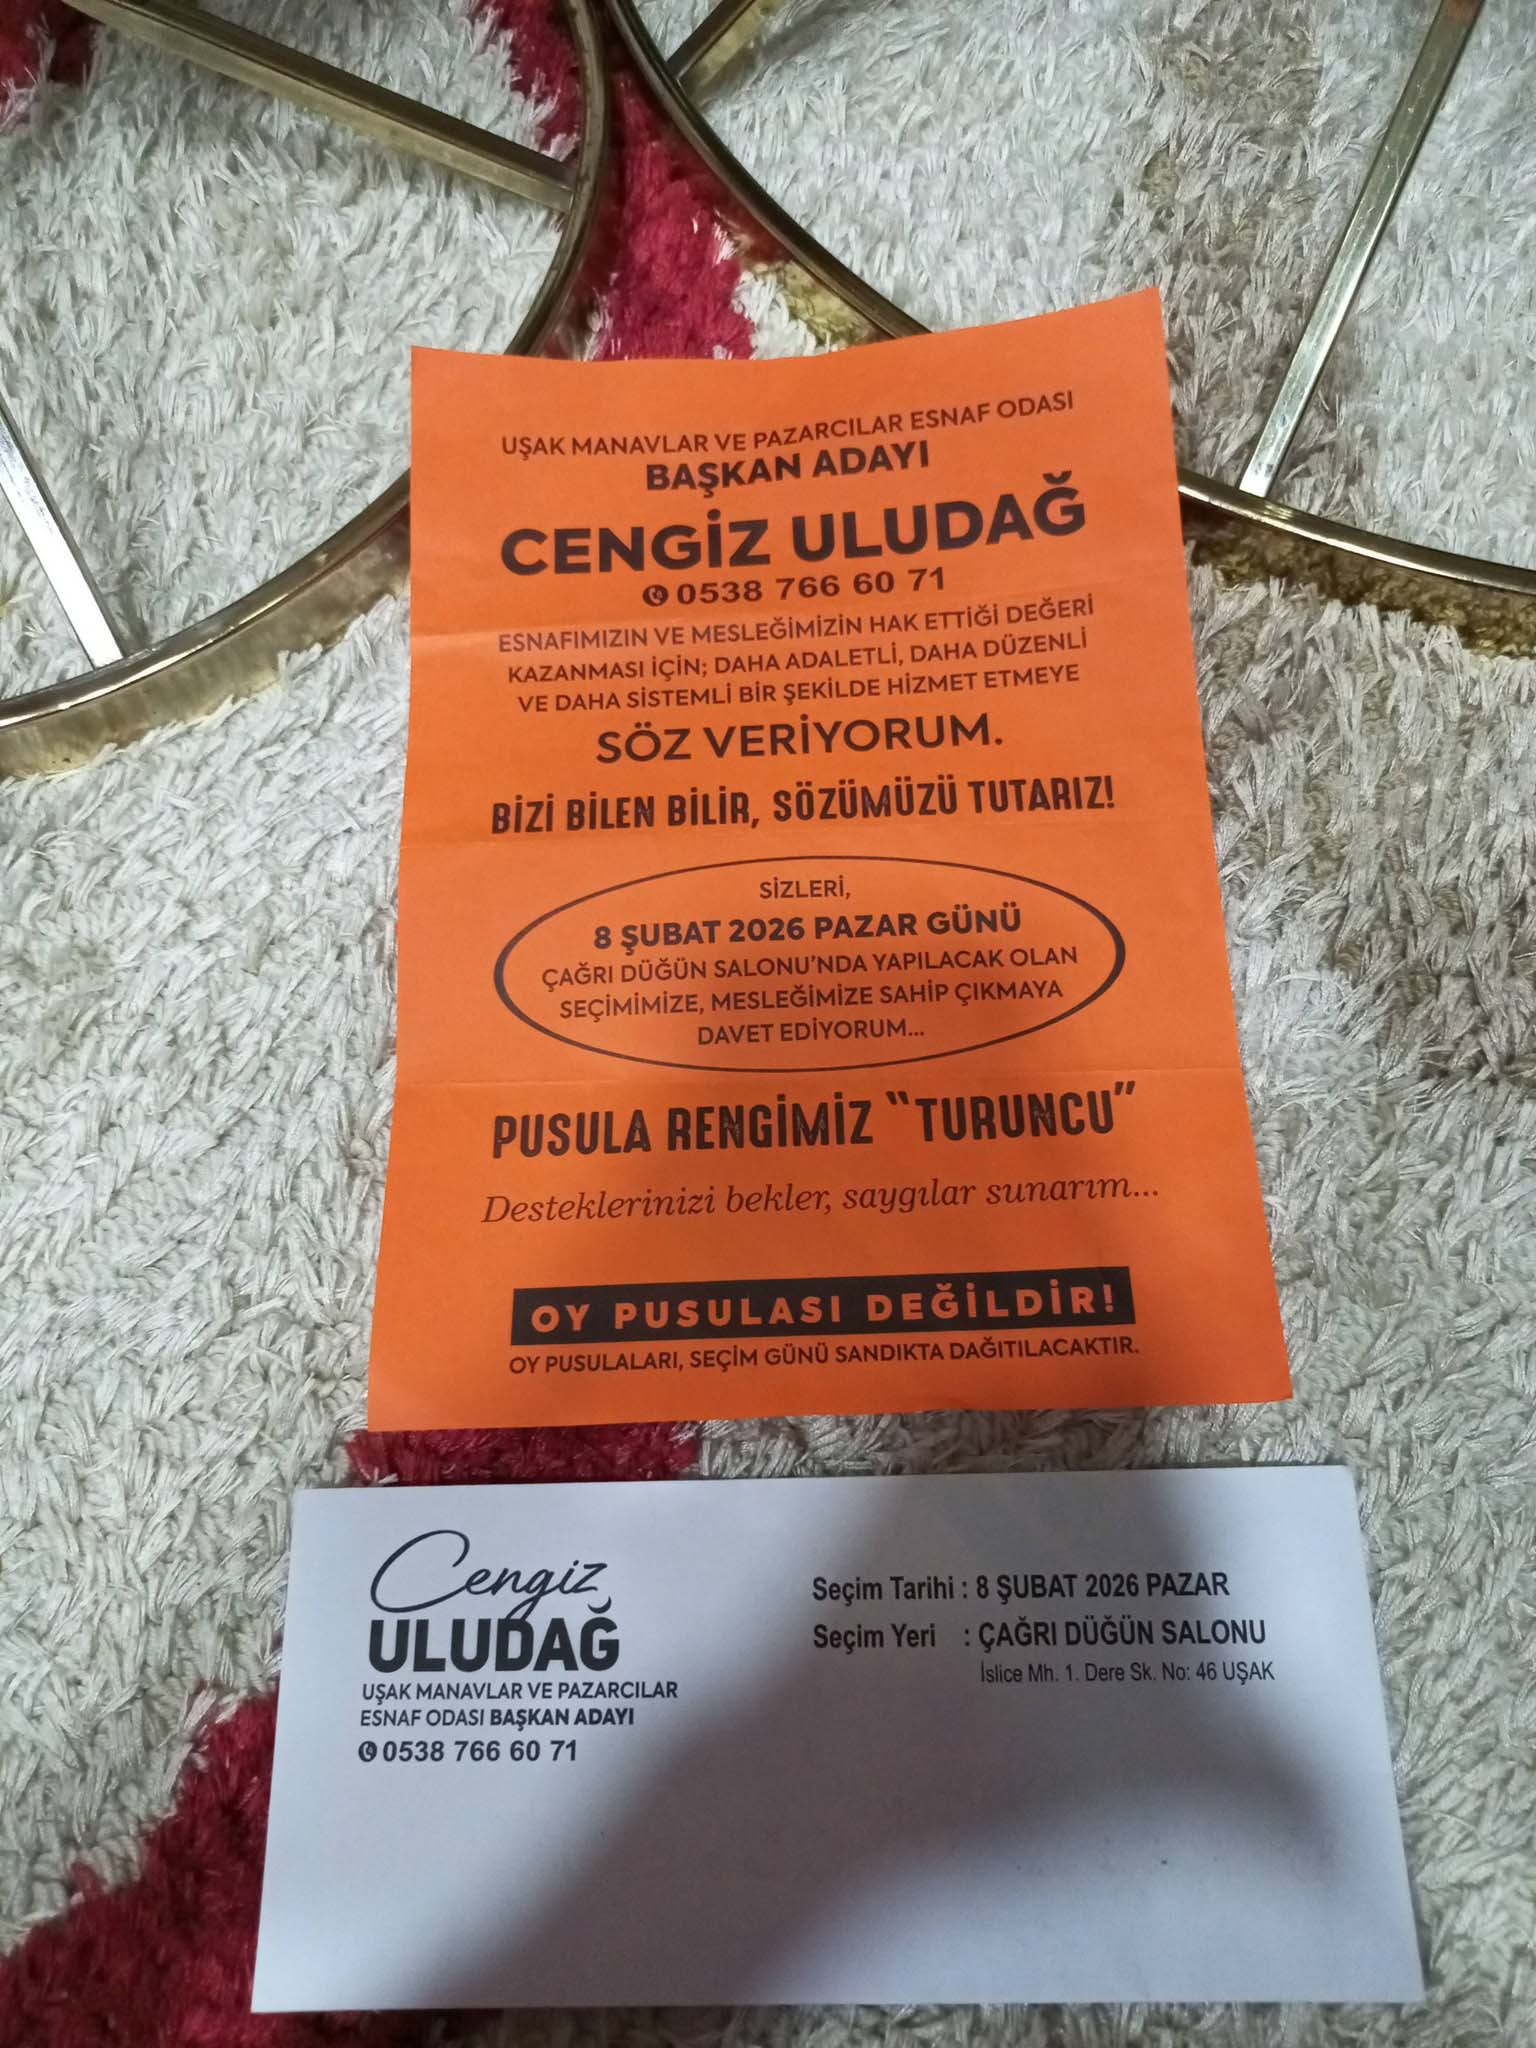 UŞAK MANAVLAR VE PAZARCILAR ESNAF ODASI
BAŞKAN ADAYI
CENGİZ ULUDAĞ
0538 766 60 71
ESNAFIMIZIN VE MESLEĞİMİZİN HAK ETTİĞİ DEĞERİ
KAZANMASI İÇİN; DAHA ADALETLİ, DAHA DÜZENLİ
VE DAHA SİSTEMLİ BİR ŞEKİLDE HİZMET ETMEYE
SÖZ VERİYORUM.
BİZİ BİLEN BİLİR, SÖZÜMÜZÜ TUTARIZ!
SİZLERİ,
8 ŞUBAT 2026 PAZAR GÜNÜ
ÇAĞRI DÜĞÜN SALONU'NDA YAPILACAK OLAN
SEÇİMİMİZE, MESLEĞİMİZE SAHİP ÇIKMAYA
DAVET EDİYORUM...
PUSULA RENGİMİZ "TURUNCU"
Desteklerinizi bekler, saygılar sunarım...
OY PUSULASI DEĞİLDİR!
OY PUSULALARI, SEÇİM GÜNÜ SANDIKTA DAĞITILACAKTIR.
Cengiz
ULUDAĞ
UŞAK MANAVLAR VE PAZARCILAR
ESNAF ODASI BAŞKAN ADAYI
0538 766 60 71
Seçim Tarihi : 8 ŞUBAT 2026 PAZAR
Seçim Yeri : ÇAĞRI DÜĞÜN SALONU
İslice Mh. 1. Dere Sk. No: 46 UŞAK